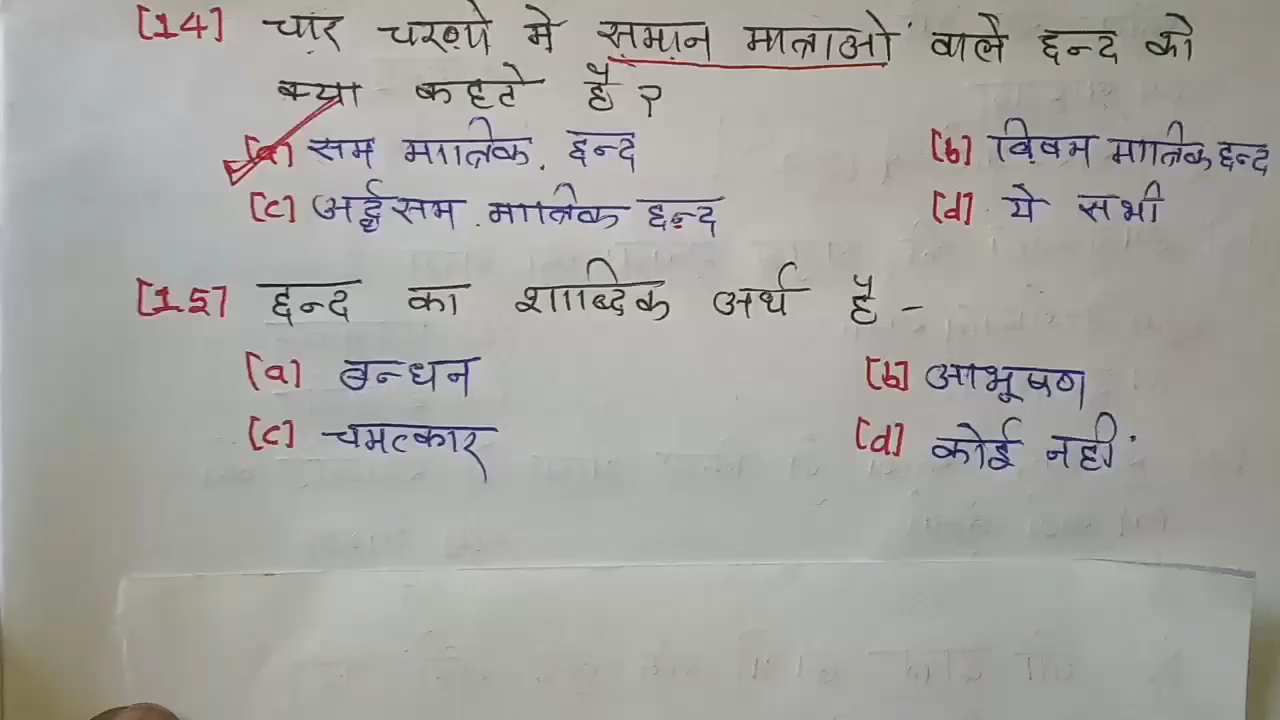 [14] चार चरणो मे समान मात्राओं वाले छन्द को
क्या कहते है ?
(a) सम मात्रिक छन्द (b) विषम मात्रिक छन्द
(c) अर्द्धसम मात्रिक छन्द (d) ये सभी
[15] छन्द का शाब्दिक अर्थ है -
(a) बन्धन (b) आभूषण
(c) चमत्कार (d) कोई नहीं